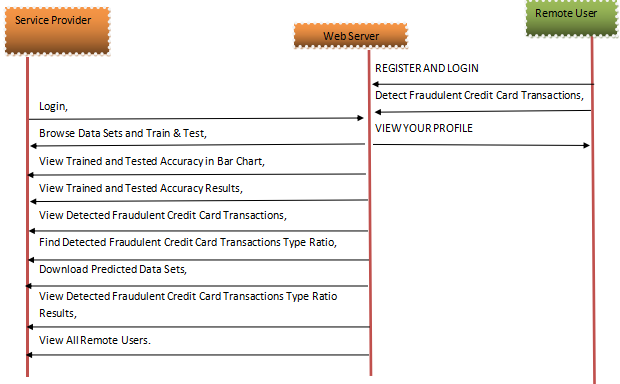 Service Provider
Web Server
Remote User
REGISTER AND LOGIN
Detect Fraudulent Credit Card Transactions,
VIEW YOUR PROFILE
Login,
Browse Data Sets and Train & Test,
View Trained and Tested Accuracy in Bar Chart,
View Trained and Tested Accuracy Results,
View Detected Fraudulent Credit Card Transactions,
Find Detected Fraudulent Credit Card Transactions Type Ratio,
Download Predicted Data Sets,
View Detected Fraudulent Credit Card Transactions Type Ratio
Results,
View All Remote Users.